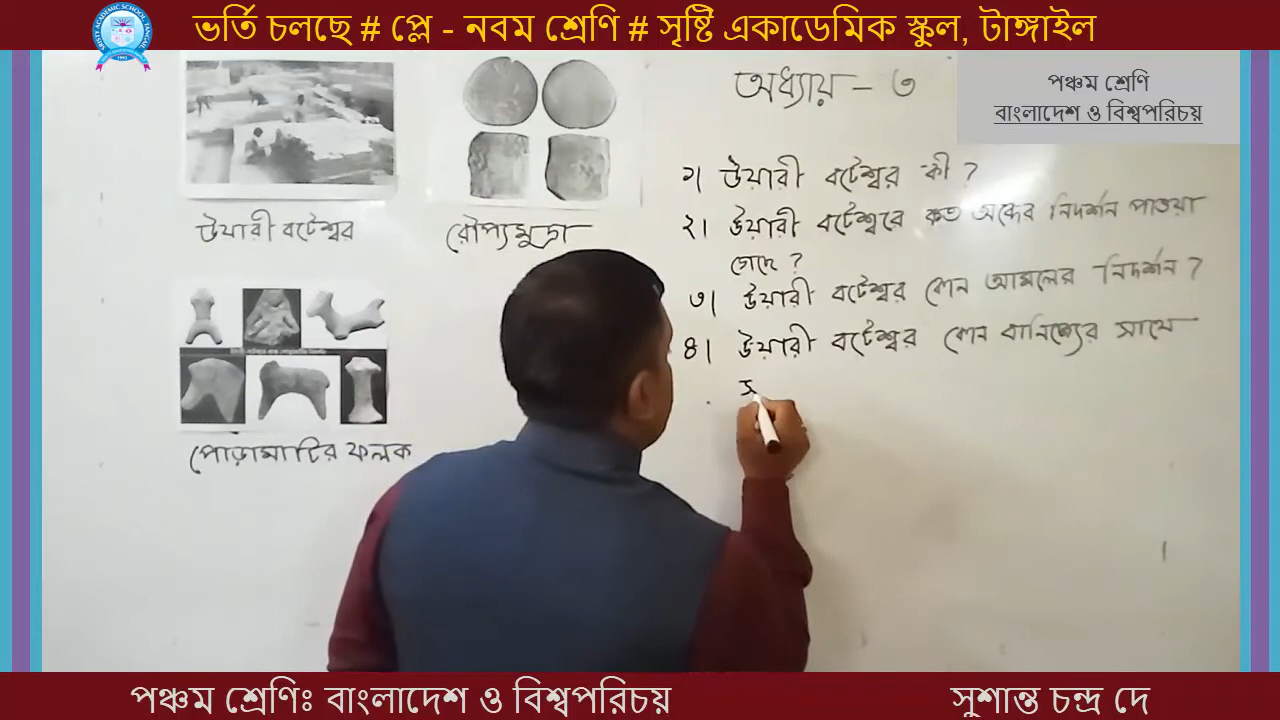 ভর্তি চলছে # প্লে - নবম শ্রেণি # সৃষ্টি একাডেমিক স্কুল, টাঙ্গাইল
পঞ্চম শ্রেণি
বাংলাদেশ ও বিশ্বপরিচয়
অধ্যায় - ৩
উয়ারী বটেশ্বর
রৌপ্যমুদ্রা
পোড়ামাটির ফলক
১। উয়ারী বটেশ্বর কী ?
২। উয়ারী বটেশ্বরে কত অব্দের নিদর্শন পাওয়া
গেছে ?
৩। উয়ারী বটেশ্বর কোন আমলের নিদর্শন ?
৪। উয়ারী বটেশ্বর কোন বানিজ্যের সাথে
স
পঞ্চম শ্রেণিঃ বাংলাদেশ ও বিশ্বপরিচয়
সুশান্ত চন্দ্র দে